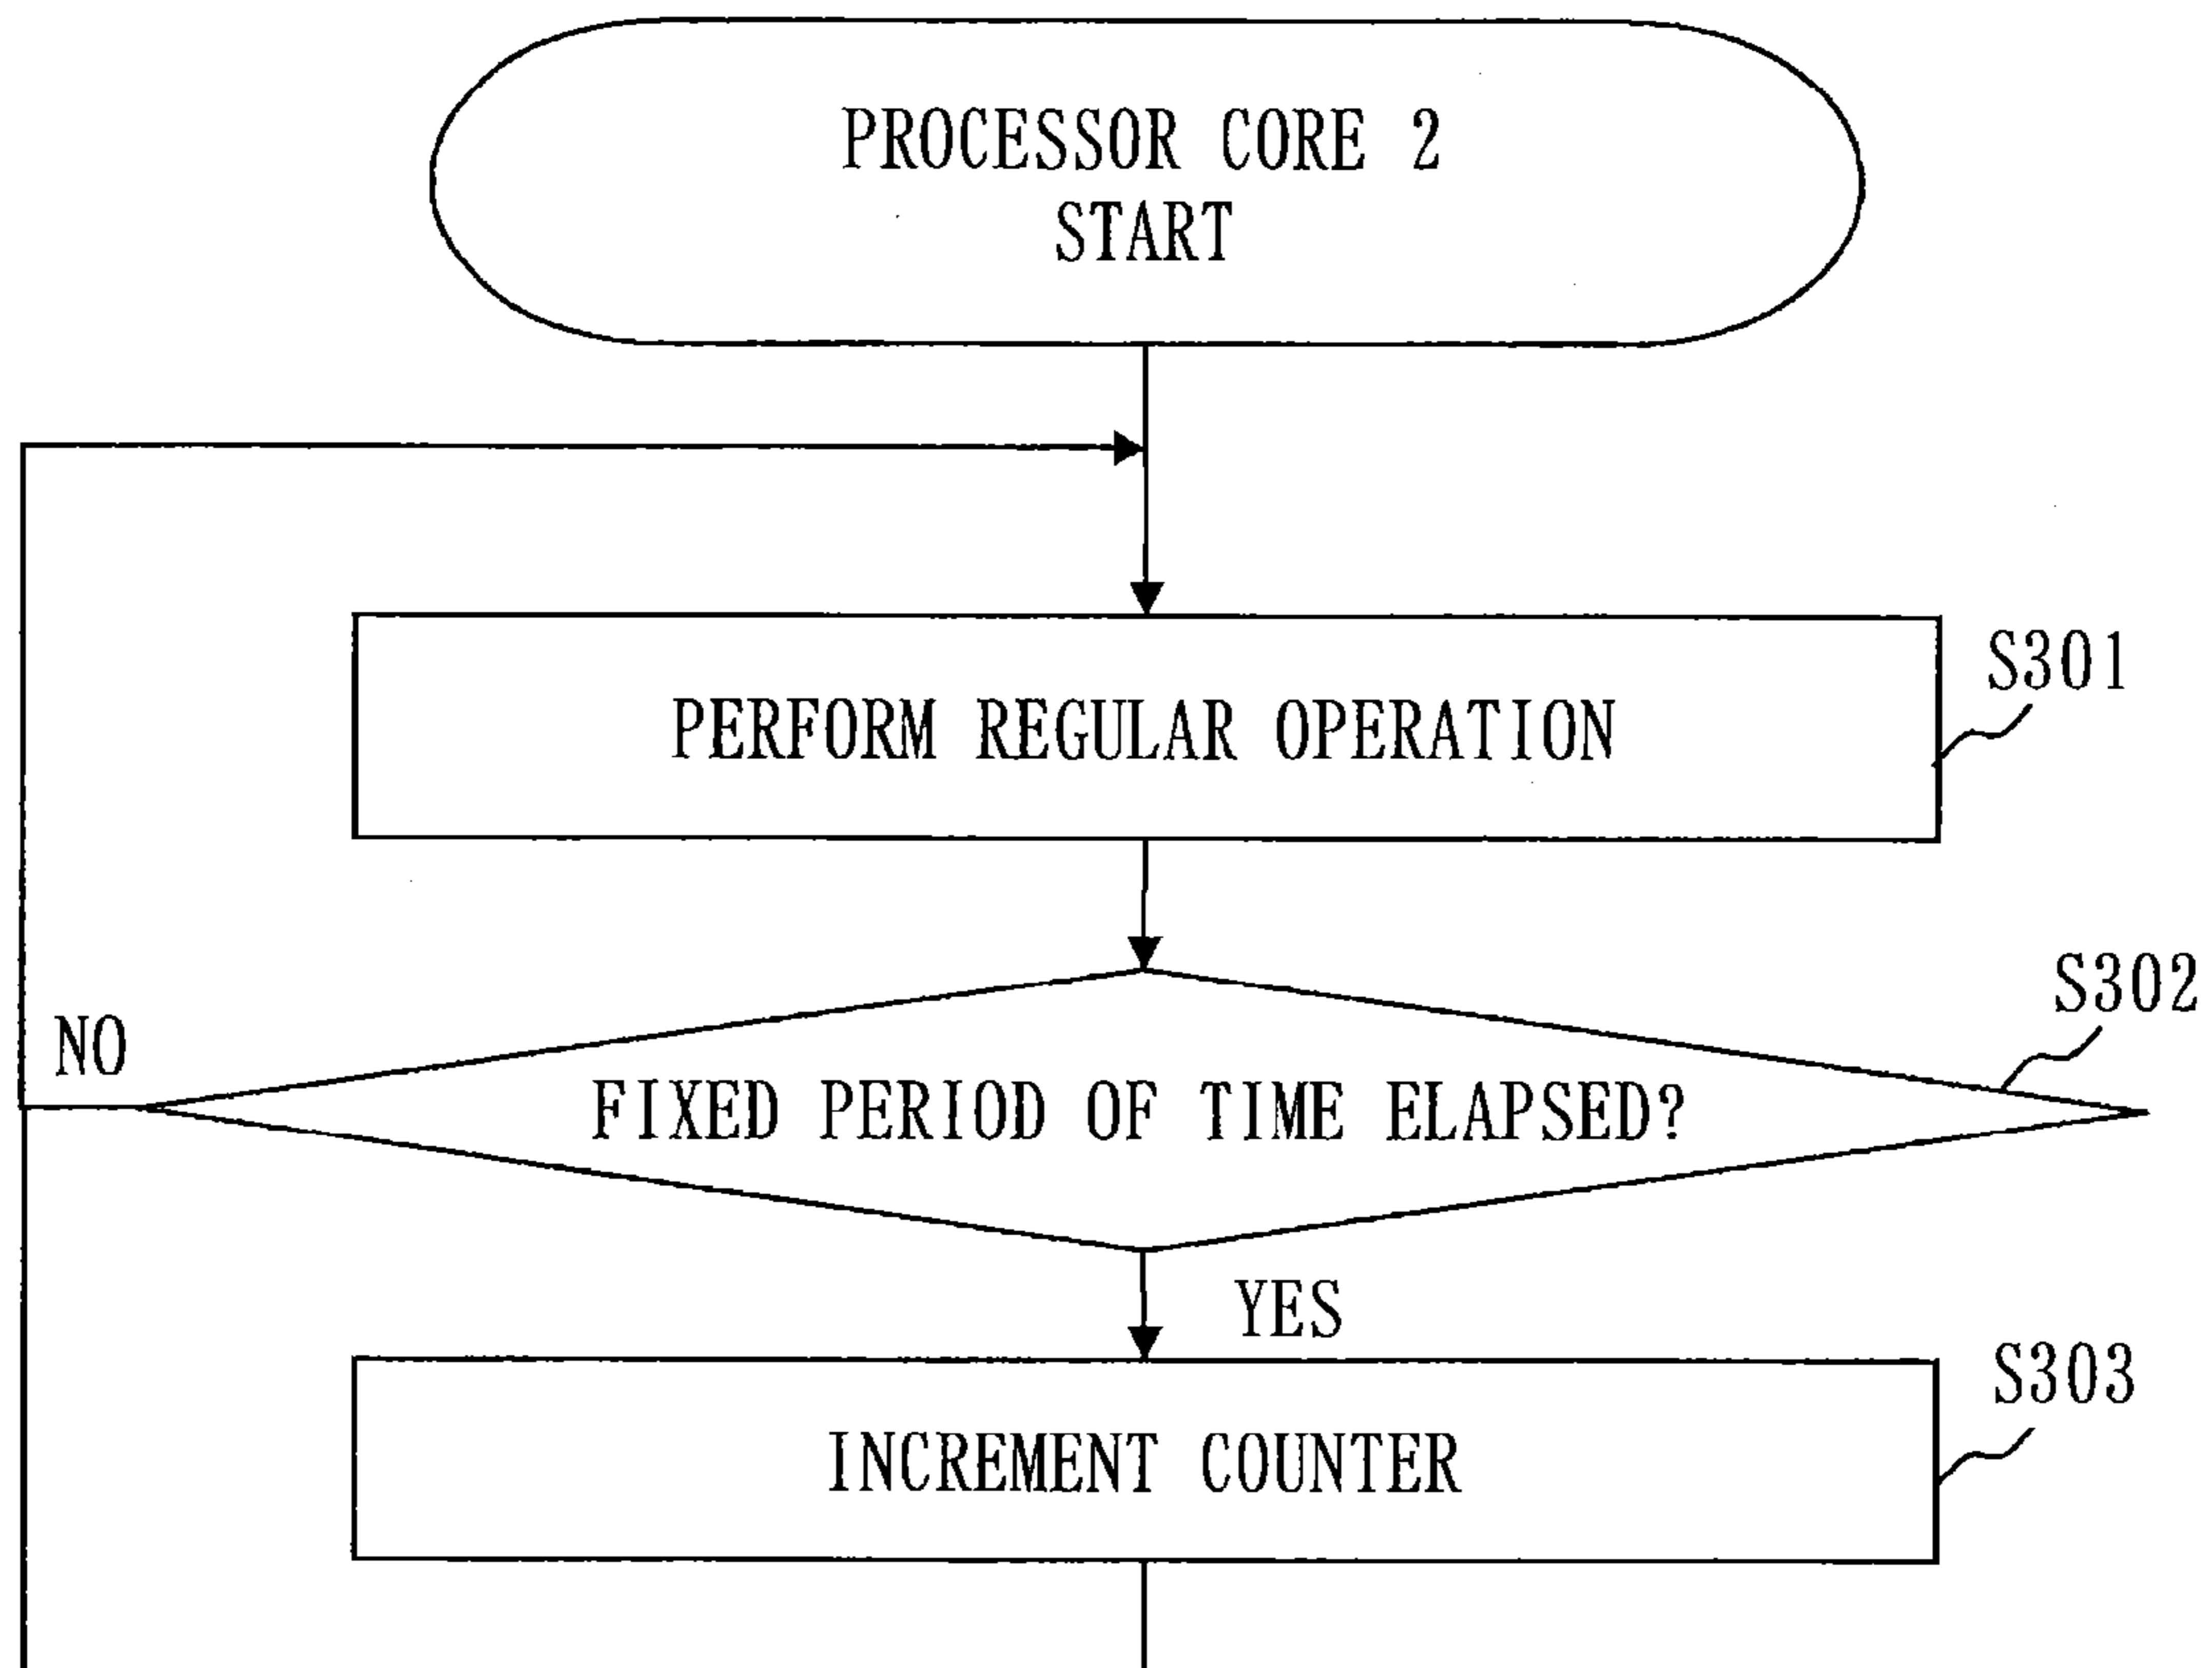 PROCESSOR CORE 2
START
S301
PERFORM REGULAR OPERATION
S302
NO
FIXED PERIOD OF TIME ELAPSED?
YES
S303
INCREMENT COUNTER